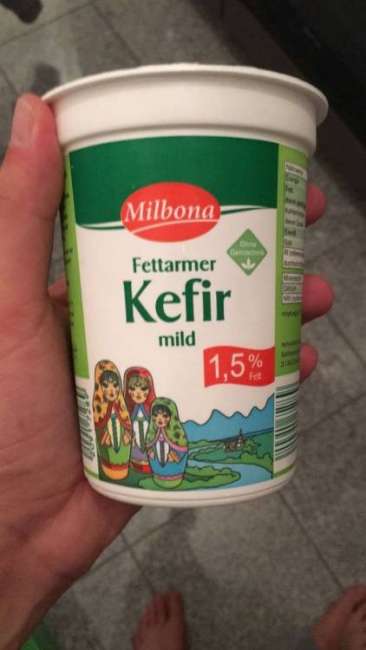 Milbona
Ohne
Gentechnik
Fettarmer
Kefir
mild
1,5%
Fett